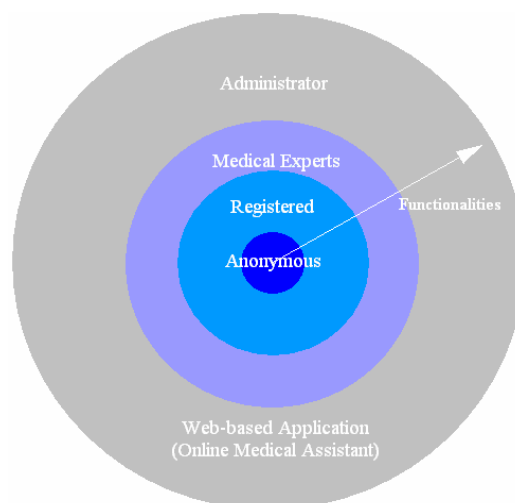 Administrator
Medical Experts
Functionalities
Registered
Anonymous
Web-based Application
(Online Medical Assistant)